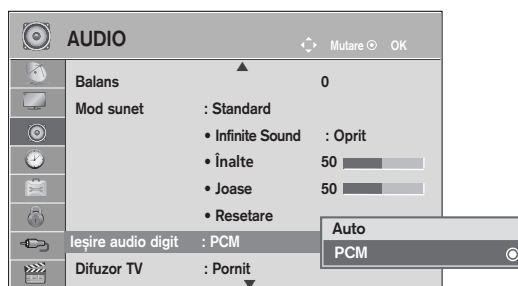 AUDIO
Mutare OK
Balans 0
Mod sunet : Standard
• Infinite Sound : Oprit
• Înalte 50
• Joase 50
• Resetare
Ieșire audio digit : PCM
Auto
PCM
Difuzor TV : Pornit